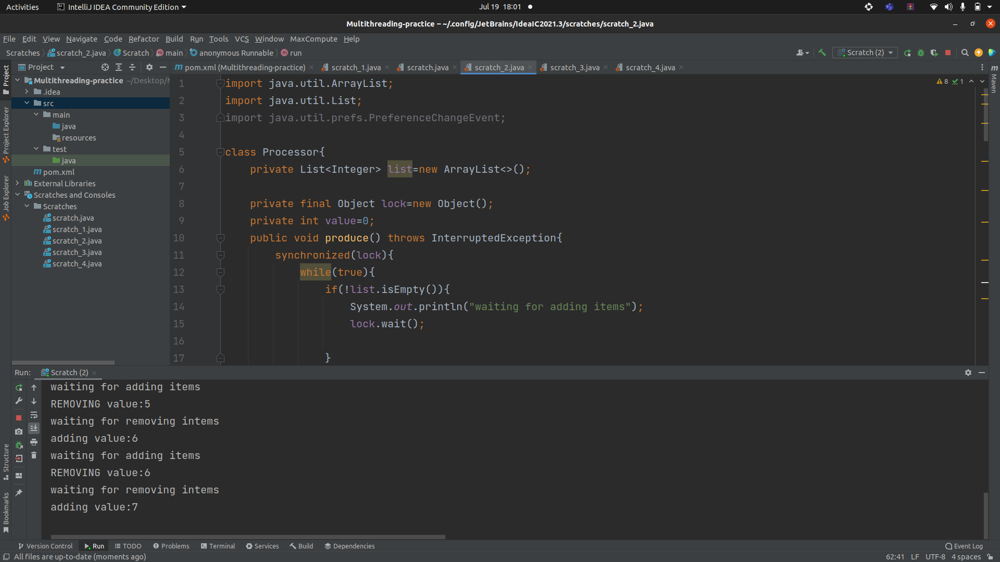 Activities IntelliJ IDEA Community Edition Jul 19 18:01
Multithreading-practice – ~/.config/JetBrains/IdeaIC2021.3/scratches/scratch_2.java
File Edit View Navigate Code Refactor Build Run Tools VCS Window MaxCompute Help
Scratches scratch_2.java Scratch main anonymous Runnable run Scratch (2)
Project pom.xml (Multithreading-practice) scratch_1.java scratch.java scratch_2.java scratch_3.java scratch_4.java
Multithreading-practice ~/Desktop/
.idea
src
main
java
resources
test
java
pom.xml
External Libraries
Scratches and Consoles
Scratches
scratch.java
scratch_1.java
scratch_2.java
scratch_3.java
scratch_4.java
Project
Project Explorer
Job Explorer
Structure
Bookmarks
m Maven
8 1
1 import java.util.ArrayList;
2 import java.util.List;
3 import java.util.prefs.PreferenceChangeEvent;
4
5 class Processor{
6 private List<Integer> list=new ArrayList<>();
7
8 private final Object lock=new Object();
9 private int value=0;
10 public void produce() throws InterruptedException{
11 synchronized(lock){
12 while(true){
13 if(!list.isEmpty()){
14 System.out.println("waiting for adding items");
15 lock.wait();
16
17 }
Run: Scratch (2)
waiting for adding items
REMOVING value:5
waiting for removing intems
adding value:6
waiting for adding items
REMOVING value:6
waiting for removing intems
adding value:7
Version Control Run TODO Problems Terminal Services Build Dependencies Event Log
All files are up-to-date (moments ago) 62:41 LF UTF-8 4 spaces